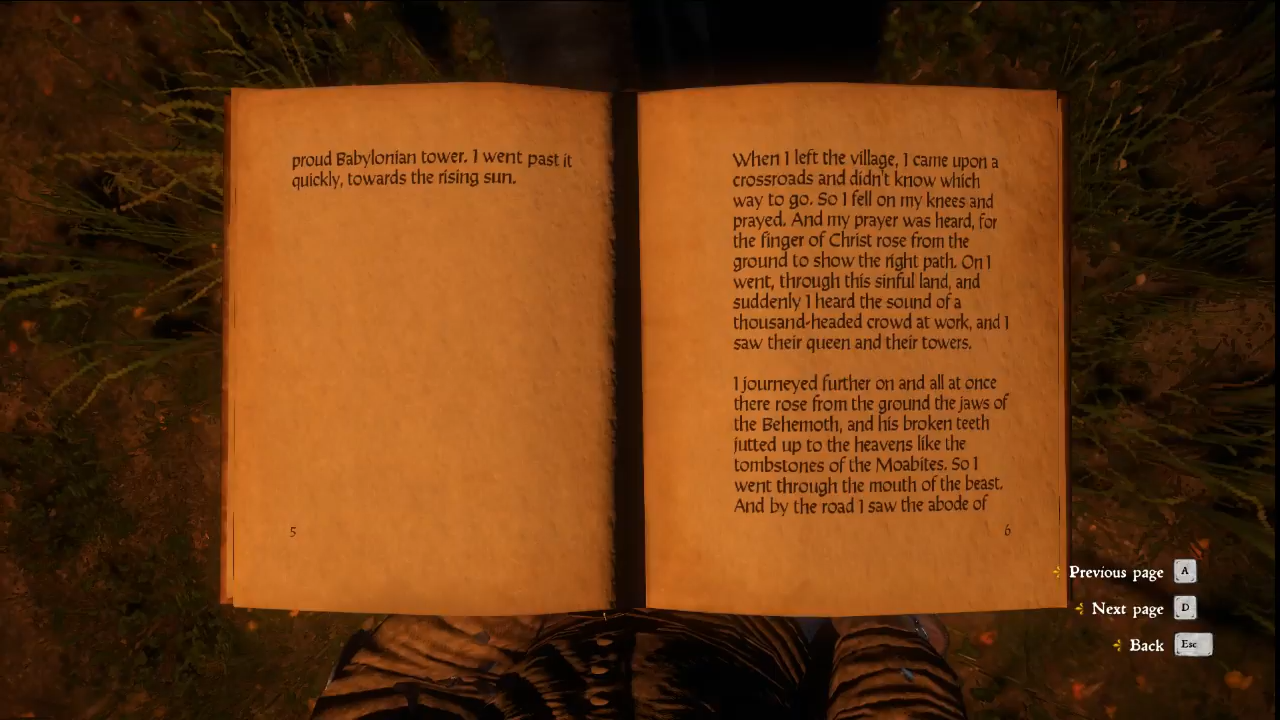 proud Babylonian tower. I went past it
quickly, towards the rising sun.
5
When I left the village, I came upon a
crossroads and didn't know which
way to go. So I fell on my knees and
prayed. And my prayer was heard, for
the finger of Christ rose from the
ground to show the right path. On I
went, through this sinful land, and
suddenly I heard the sound of a
thousand-headed crowd at work, and I
saw their queen and their towers.
I journeyed further on and all at once
there rose from the ground the jaws of
the Behemoth, and his broken teeth
jutted up to the heavens like the
tombstones of the Moabites. So I
went through the mouth of the beast.
And by the road I saw the abode of
6
Previous page A
Next page D
Back Esc